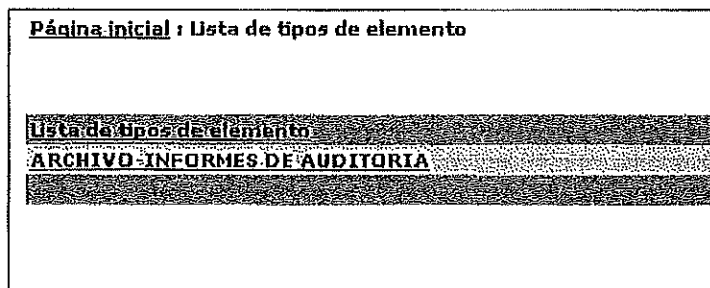 Página inicial : Lista de tipos de elemento
Lista de tipos de elemento
ARCHIVO-INFORMES DE AUDITORIA